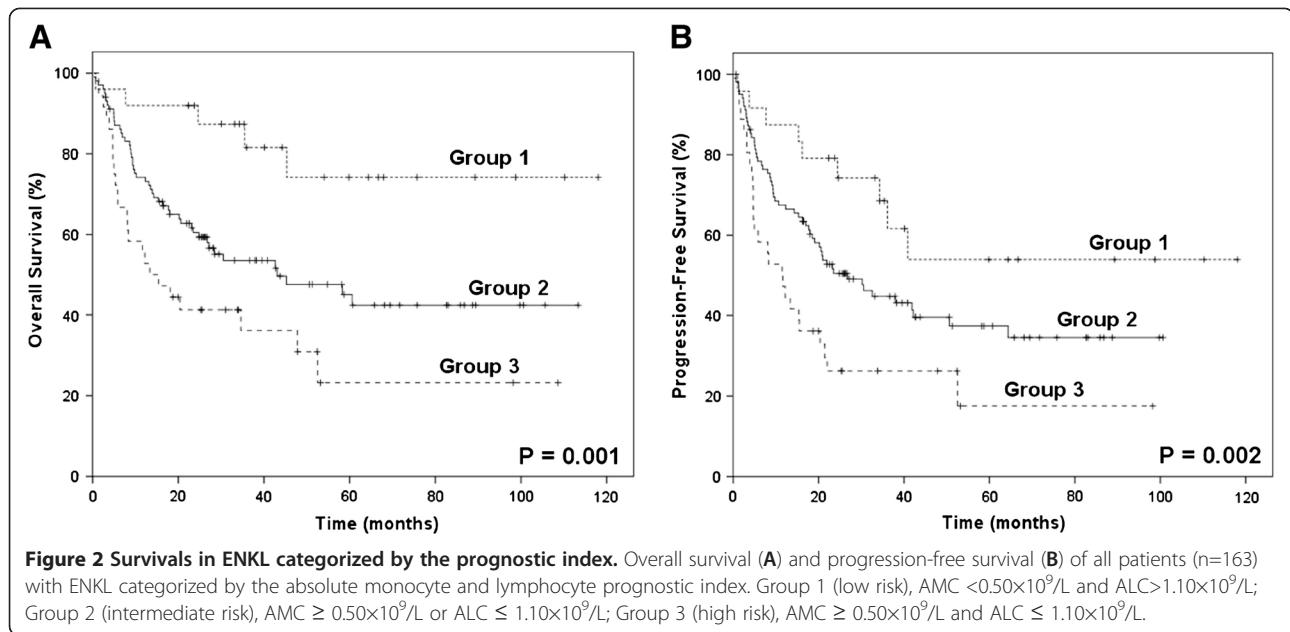 A
100
80
60
40
20
0
Overall Survival (%)
Group 1
Group 2
Group 3
P = 0.001
0 20 40 60 80 100 120
Time (months)
B
100
80
60
40
20
0
Progression-Free Survival (%)
Group 1
Group 2
Group 3
P = 0.002
0 20 40 60 80 100 120
Time (months)
Figure 2 Survivals in ENKL categorized by the prognostic index. Overall survival (A) and progression-free survival (B) of all patients (n=163)
with ENKL categorized by the absolute monocyte and lymphocyte prognostic index. Group 1 (low risk), AMC <0.50×10⁹/L and ALC>1.10×10⁹/L;
Group 2 (intermediate risk), AMC ≥ 0.50×10⁹/L or ALC ≤ 1.10×10⁹/L; Group 3 (high risk), AMC ≥ 0.50×10⁹/L and ALC ≤ 1.10×10⁹/L.